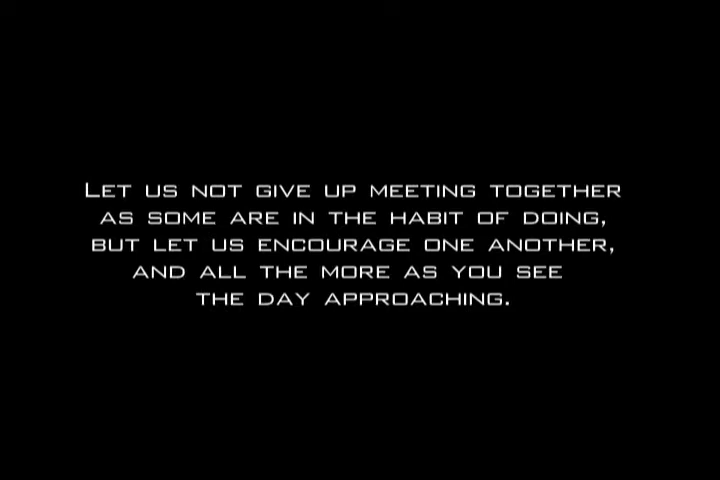 Let us not give up meeting together
as some are in the habit of doing,
but let us encourage one another,
and all the more as you see
the day approaching.